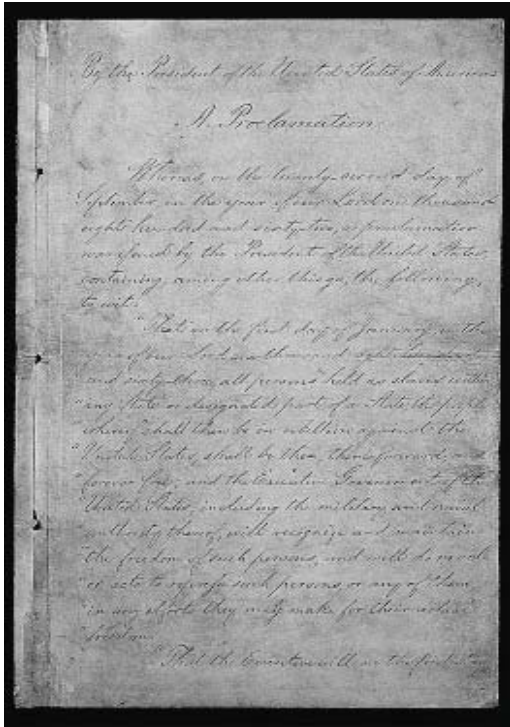 By the President of the United States of America
A Proclamation.
Whereas, on the twenty-second day of
September, in the year of our Lord one thousand
eight hundred and sixty-two, a proclamation
was issued by the President of the United States,
containing, among other things, the following,
to wit:
"That on the first day of January, in the
year of our Lord one thousand eight hundred
"and sixty-three, all persons held as slaves within
"any State or designated part of a State, the people
"whereof shall then be in rebellion against the
"United States, shall be then, thenceforward, and
"forever free; and the Executive Government of the
"United States, including the military and naval
"authority thereof, will recognize and maintain
"the freedom of such persons, and will do no act
"or acts to repress such persons, or any of them,
"in any efforts they may make for their actual
"freedom.
"That the Executive will, on the first day